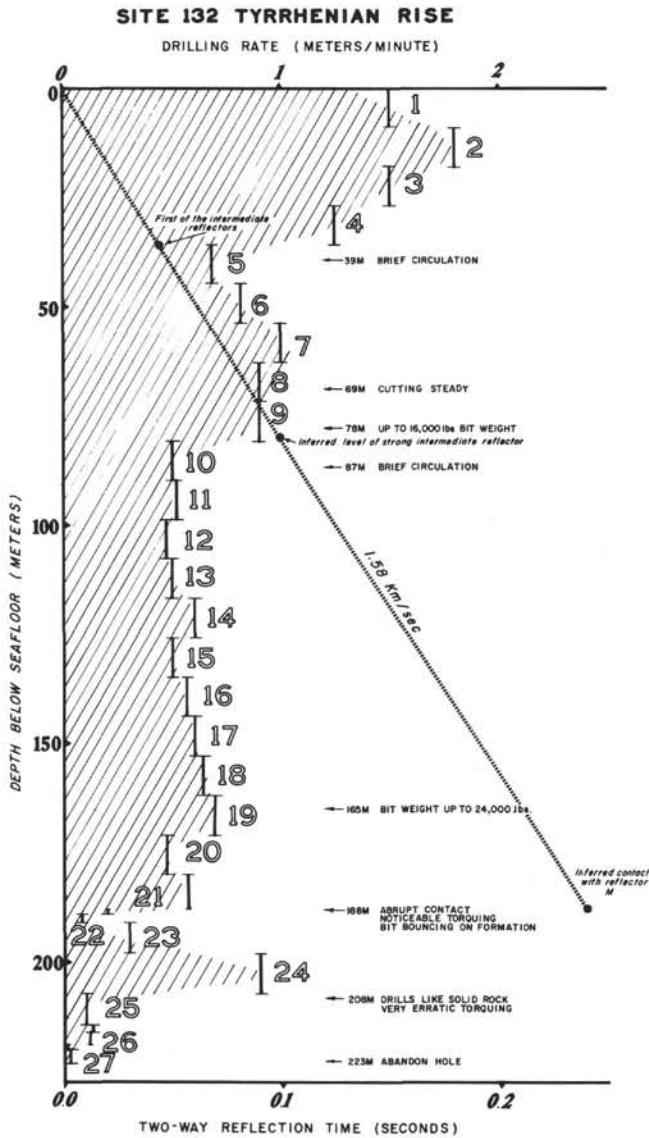 SITE 132 TYRRHENIAN RISE
DRILLING RATE (METERS/MINUTE)
0 1 2
0
1
2
3
4
First of the intermediate
reflectors
5
39M BRIEF CIRCULATION
6
50
7
8
69M CUTTING STEADY
9
78M UP TO 16,000 lbs BIT WEIGHT
Inferred level of strong intermediate reflector
10
87M BRIEF CIRCULATION
11
100
12
1.58 Km/sec
13
14
15
16
150
17
18
19
165M BIT WEIGHT UP TO 24,000 lbs.
20
Inferred contact
with reflector
M
21
188M ABRUPT CONTACT
NOTICEABLE TORQUING
BIT BOUNCING ON FORMATION
22
23
200
24
208M DRILLS LIKE SOLID ROCK
VERY ERRATIC TORQUING
25
26
27
223M ABANDON HOLE
DEPTH BELOW SEAFLOOR (METERS)
0.0 0.1 0.2
TWO-WAY REFLECTION TIME (SECONDS)